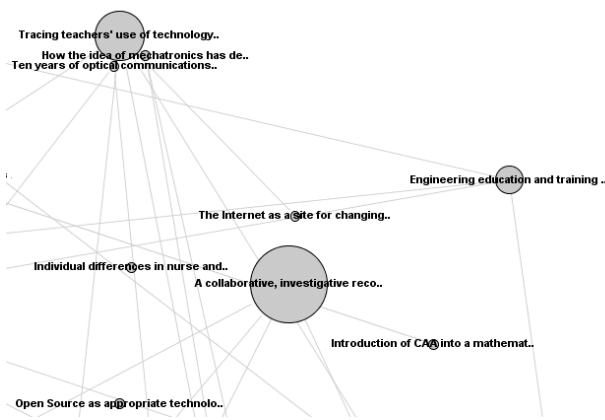 Tracing teachers' use of technology..
How the idea of mechatronics has de..
Ten years of optical communications..
Engineering education and training ..
The Internet as a site for changing..
Individual differences in nurse and..
A collaborative, investigative reco..
Introduction of CAA into a mathemat..
Open Source as appropriate technolo..